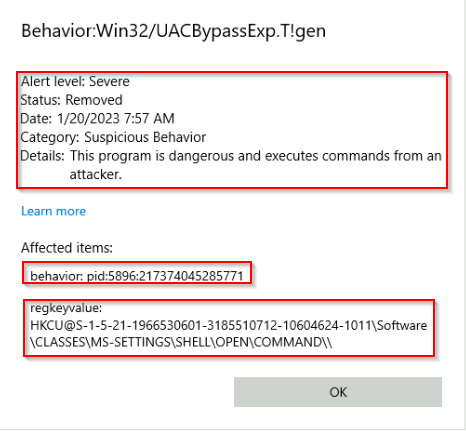 Behavior:Win32/UACBypassExp.T!gen
Alert level: Severe
Status: Removed
Date: 1/20/2023 7:57 AM
Category: Suspicious Behavior
Details: This program is dangerous and executes commands from an
attacker.
Learn more
Affected items:
behavior: pid:5896:217374045285771
regkeyvalue:
HKCU@S-1-5-21-1966530601-3185510712-10604624-1011\Software
\CLASSES\MS-SETTINGS\SHELL\OPEN\COMMAND\\
OK